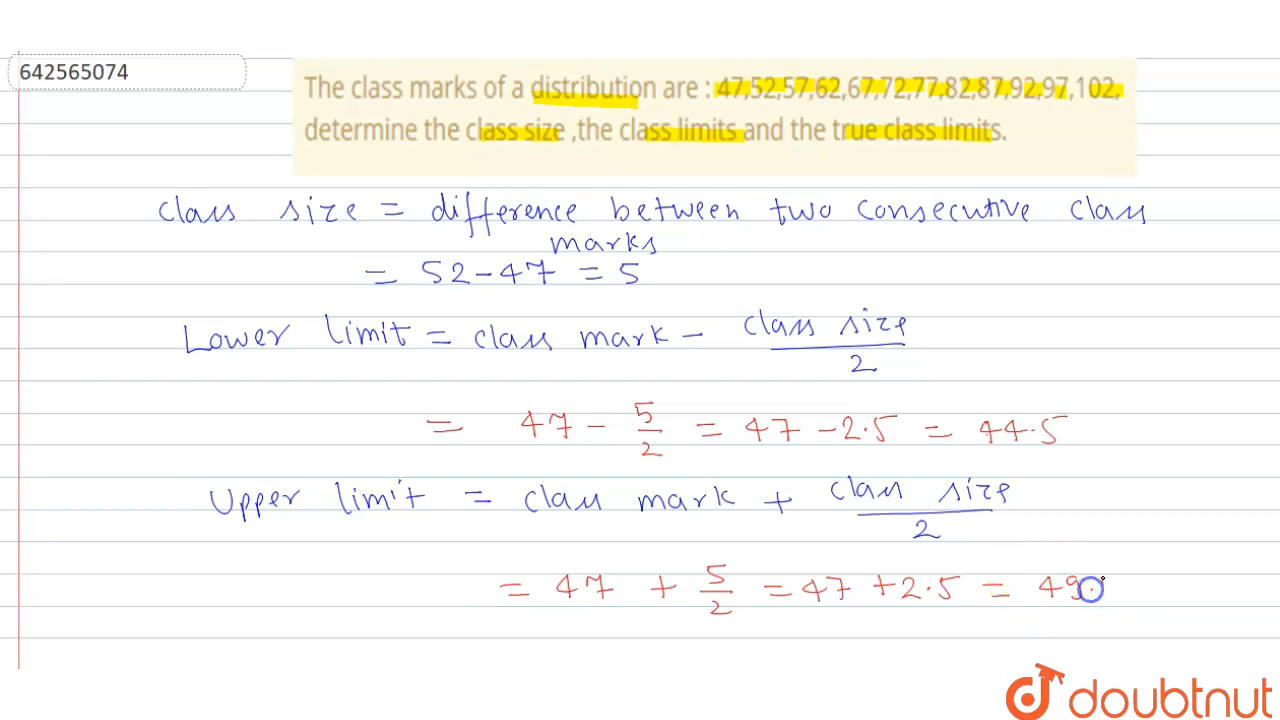 642565074
The class marks of a distribution are : 47,52,57,62,67,72,77,82,87,92,97,102,
determine the class size ,the class limits and the true class limits.
class size = difference between two consecutive class
marks
= 52-47 = 5
Lower limit = class mark - class size/2
= 47 - 5/2 = 47 - 2.5 = 44.5
Upper limit = class mark + class size/2
= 47 + 5/2 = 47 + 2.5 = 49.
doubtnut